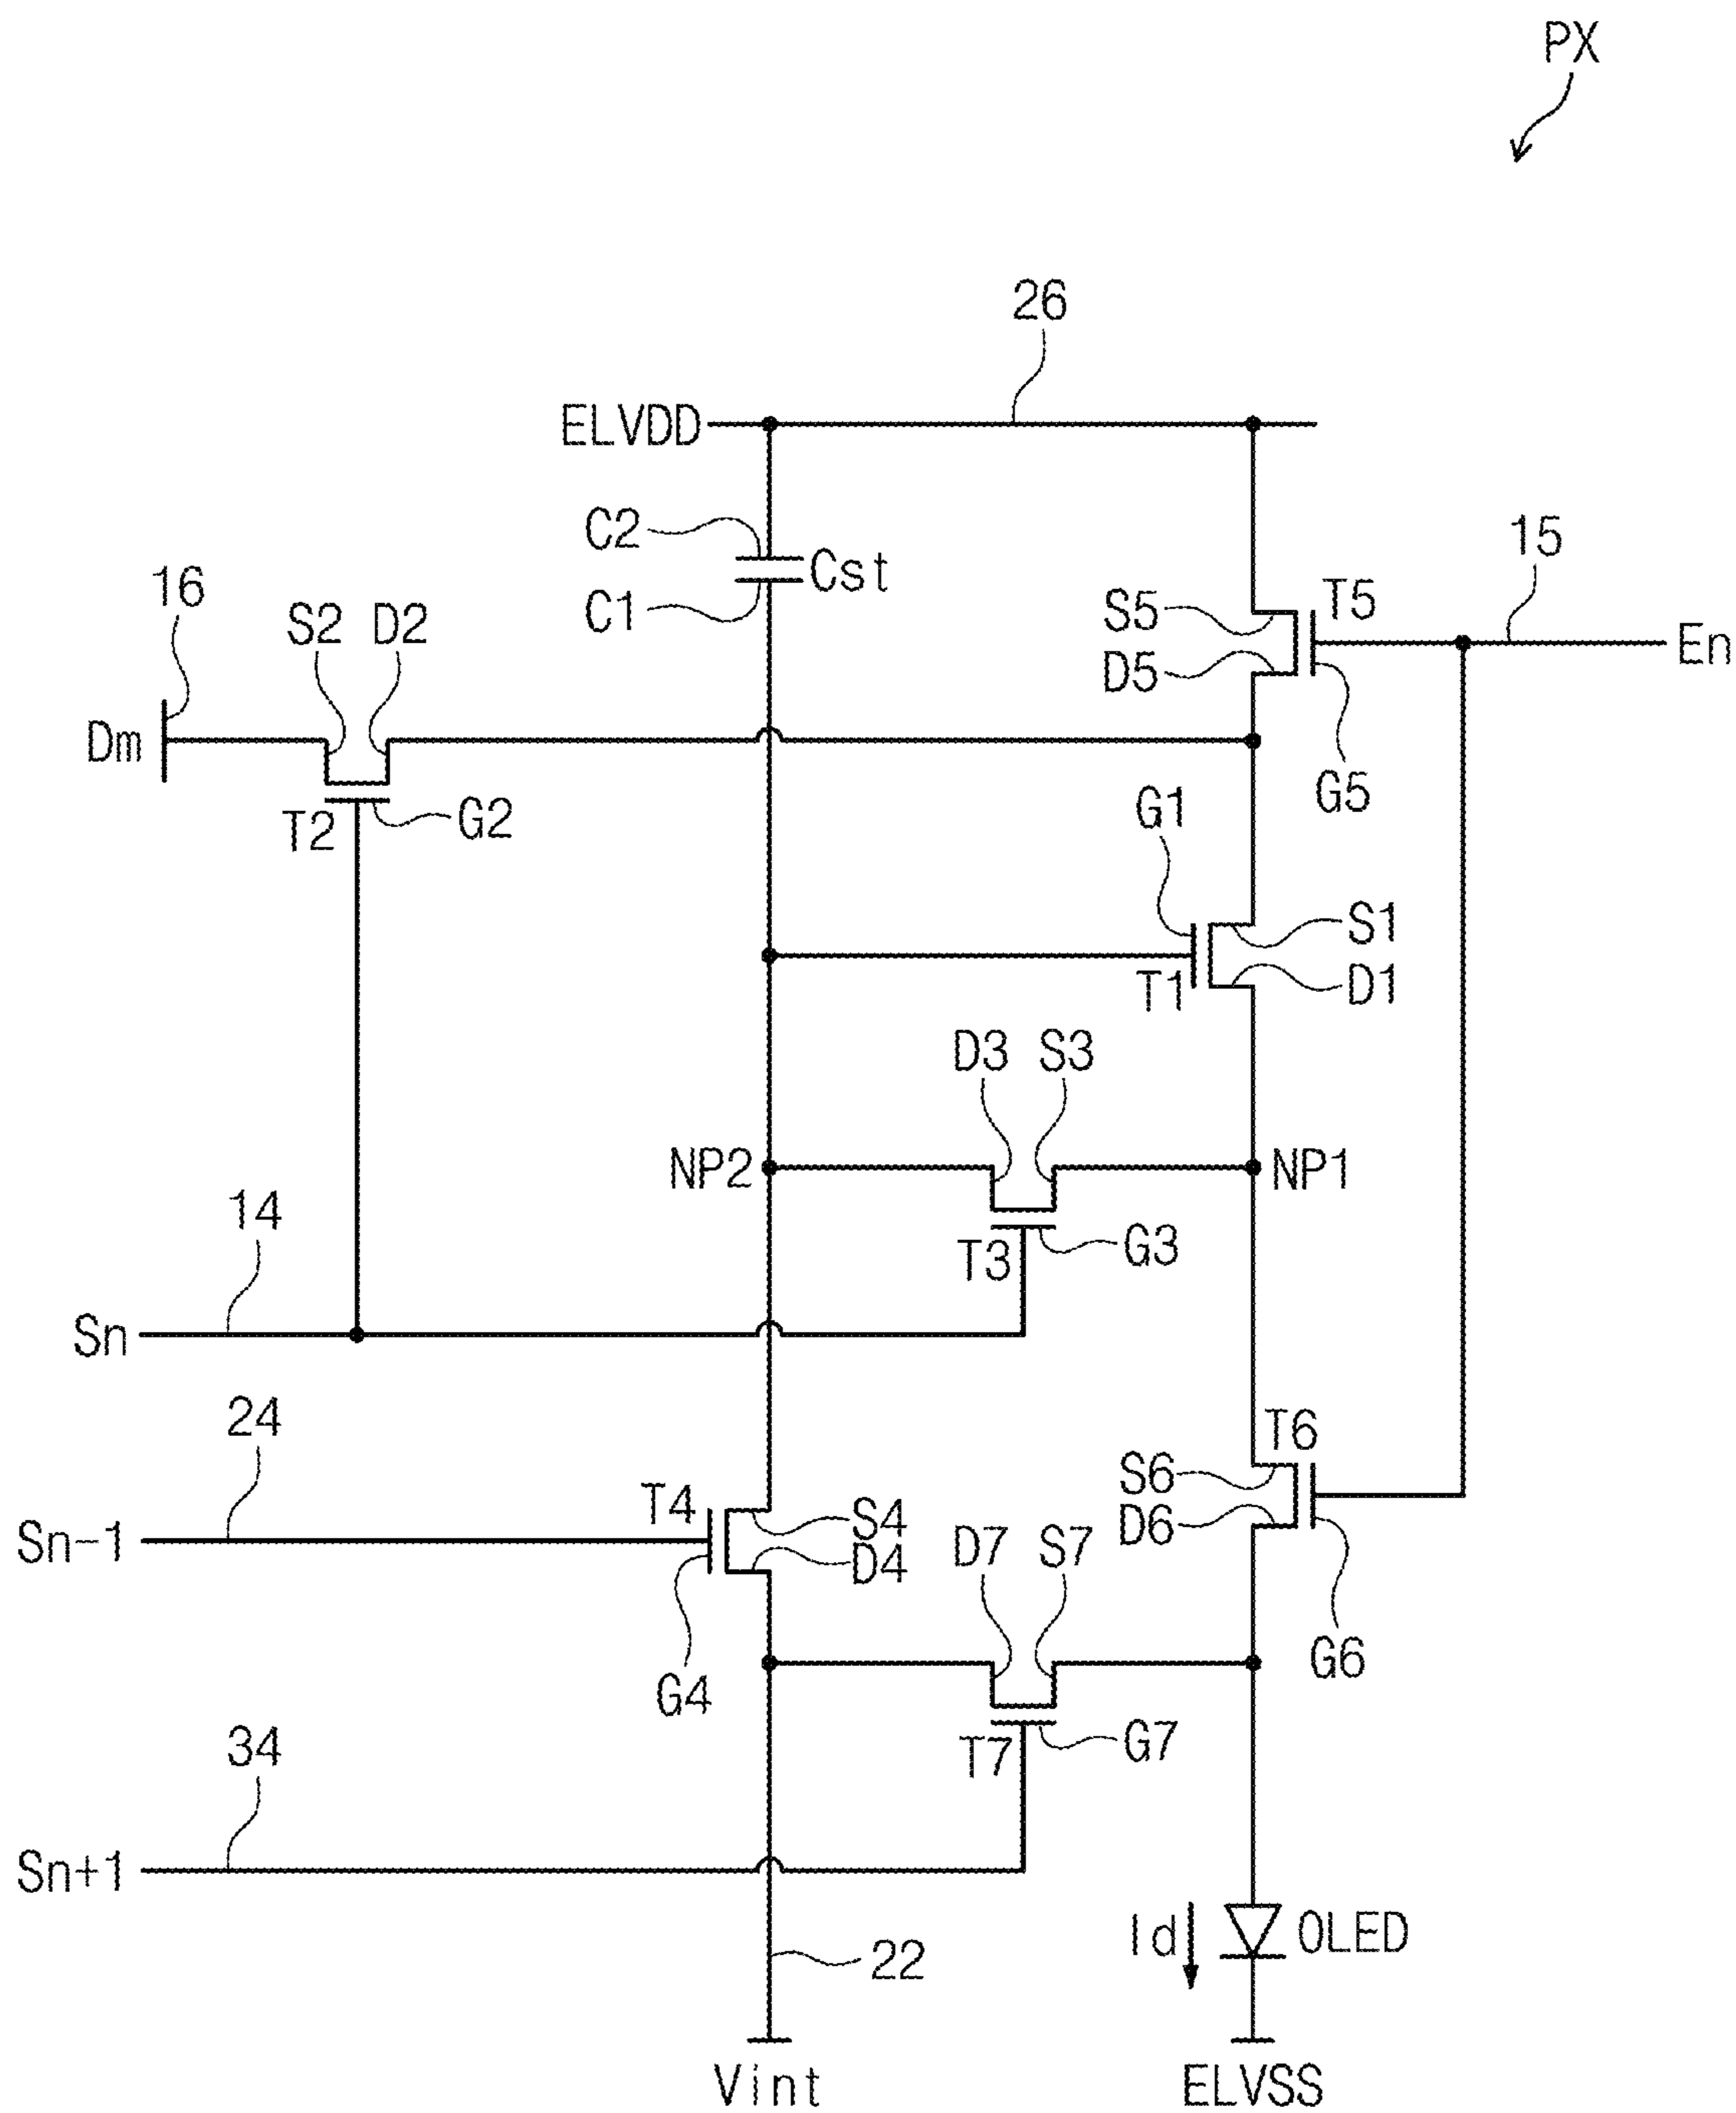 PX
26
ELVDD
C2
Cst
C1
15
16
S2
D2
S5
T5
D5
En
Dm
G5
T2
G2
G1
S1
T1
D1
D3
S3
NP2
NP1
14
T3
G3
Sn
24
T6
S6
D6
T4
S4
D4
Sn-1
D7
S7
G4
G6
34
T7
G7
Sn+1
Id
OLED
22
Vint
ELVSS